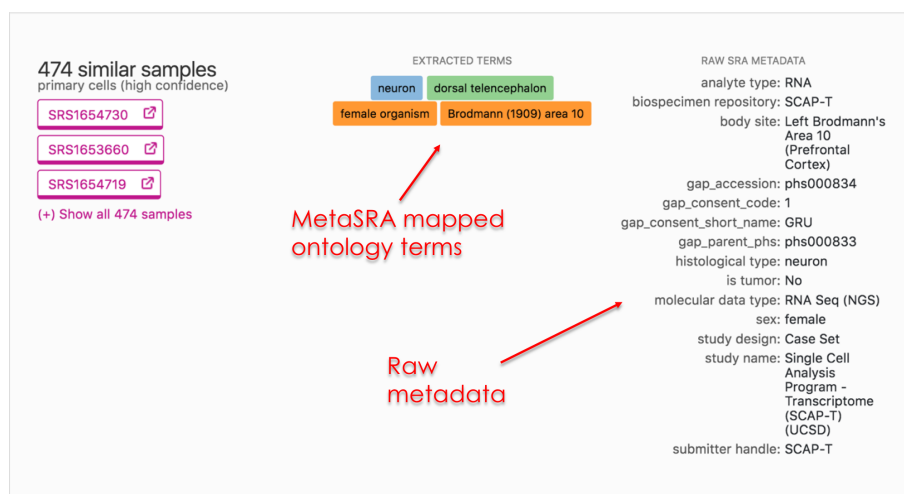 474 similar samples
primary cells (high confidence)
SRS1654730
SRS1653660
SRS1654719
(+) Show all 474 samples
EXTRACTED TERMS
neuron dorsal telencephalon
female organism Brodmann (1909) area 10
MetaSRA mapped
ontology terms
Raw
metadata
RAW SRA METADATA
analyte type: RNA
biospecimen repository: SCAP-T
body site: Left Brodmann's
Area 10
(Prefrontal
Cortex)
gap_accession: phs000834
gap_consent_code: 1
gap_consent_short_name: GRU
gap_parent_phs: phs000833
histological type: neuron
is tumor: No
molecular data type: RNA Seq (NGS)
sex: female
study design: Case Set
study name: Single Cell
Analysis
Program -
Transcriptome
(SCAP-T)
(UCSD)
submitter handle: SCAP-T